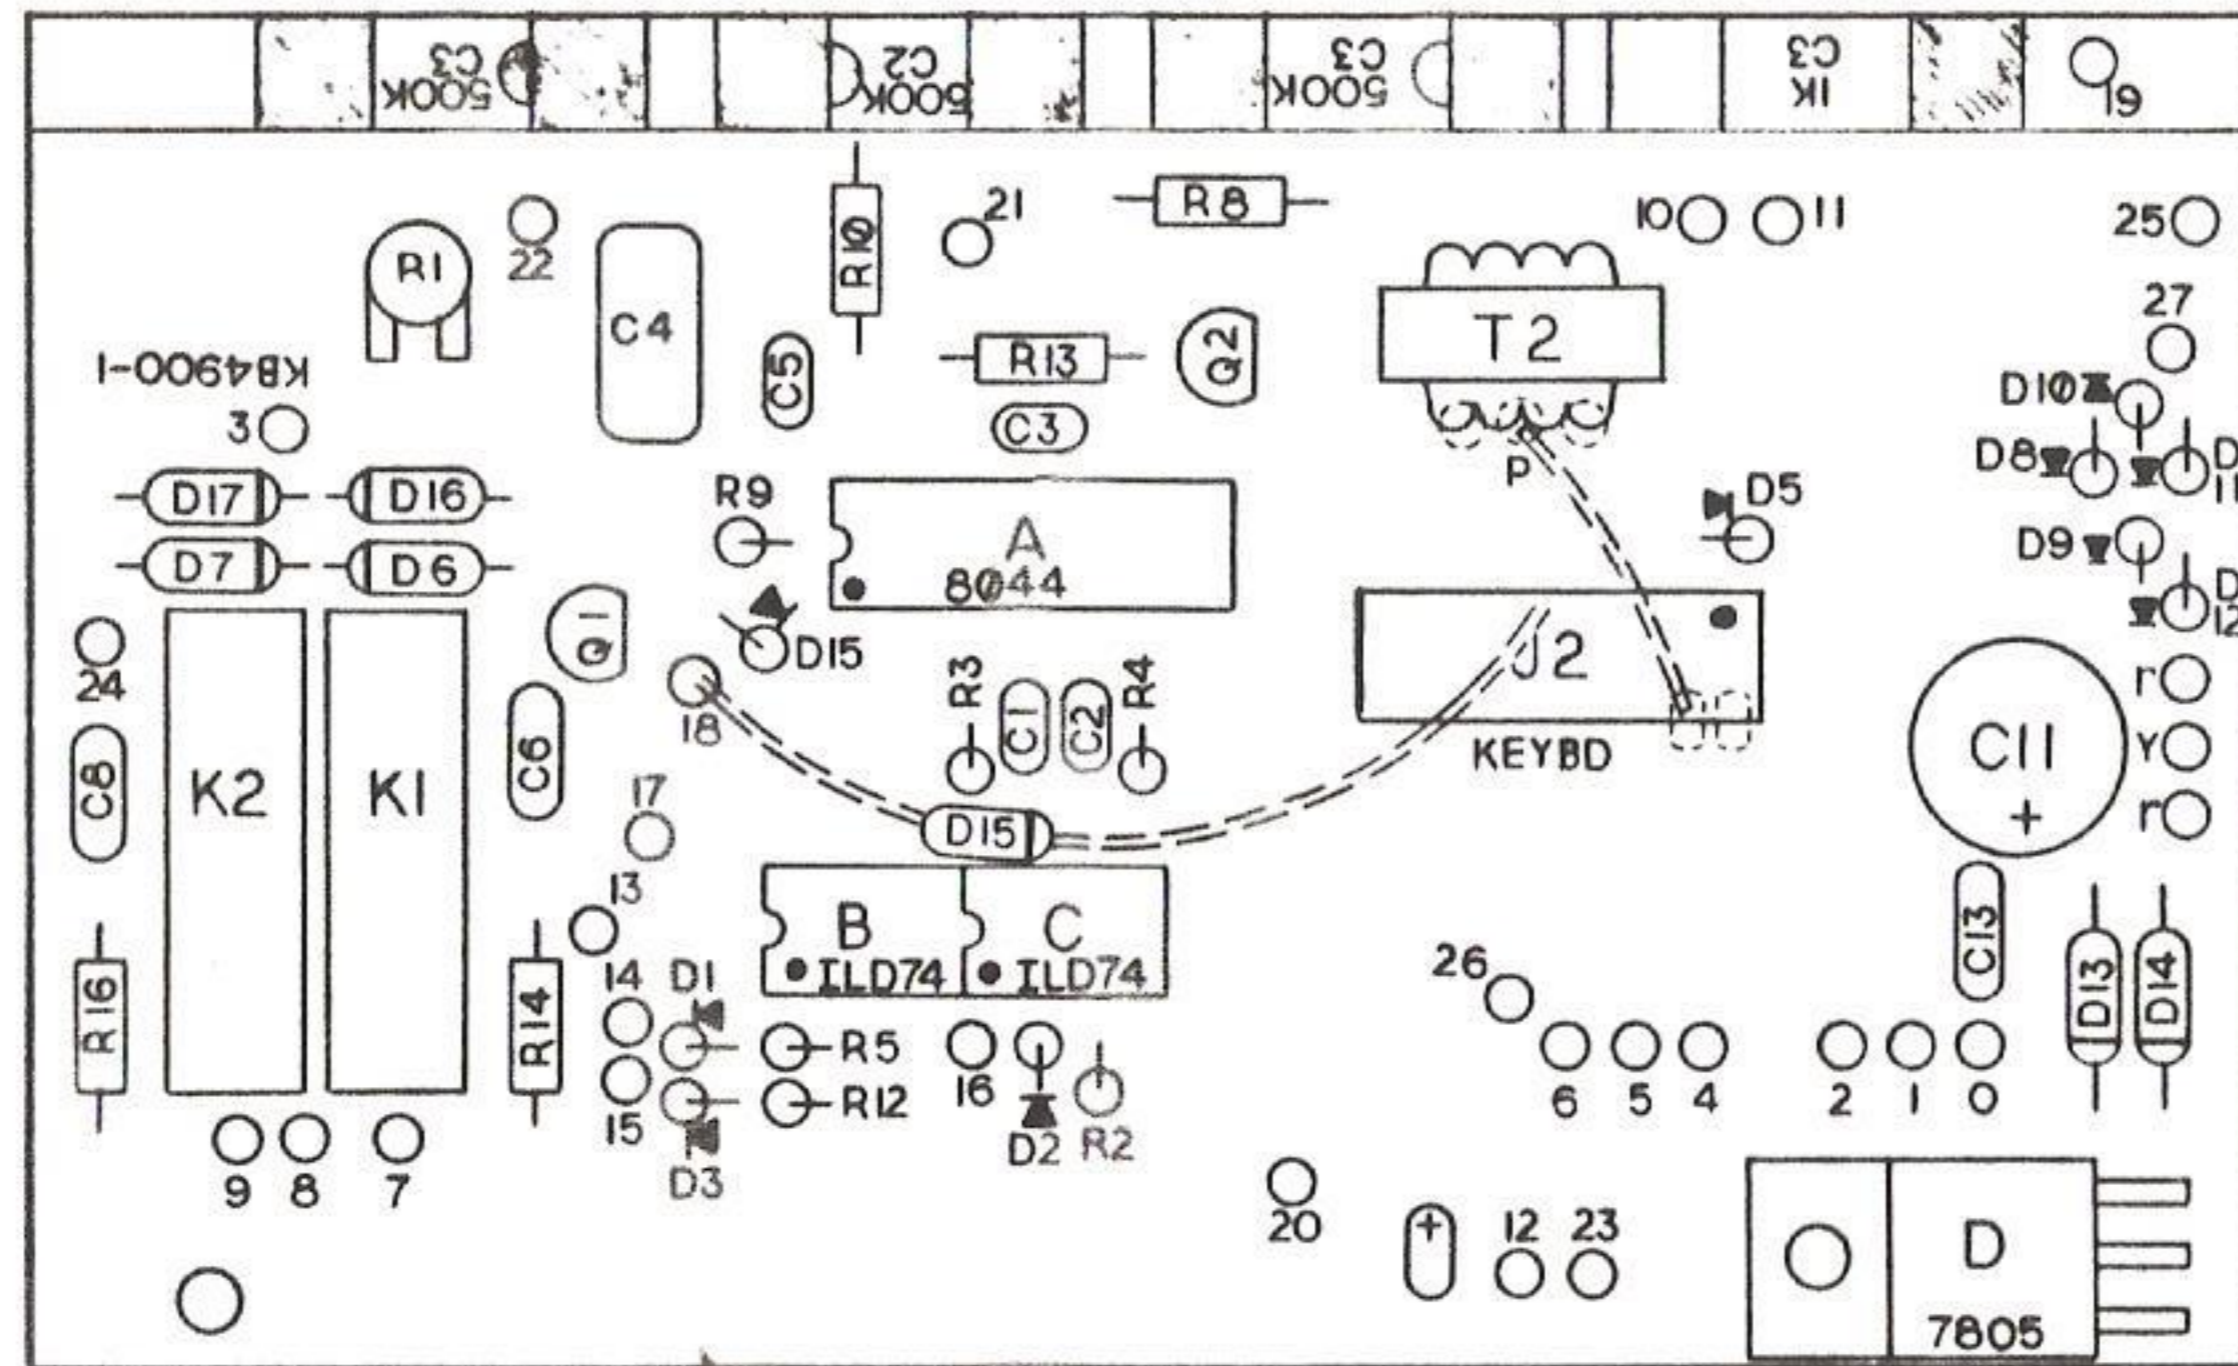 500K C3
500K C2
500K C3
1K C3
19
R1
22
C4
R10
21
R8
10
11
25
KB4900-1
C5
R13
Q2
T2
27
3
C3
P
D10
D8
D
11
D17
D16
R9
A
8044
D5
D7
D6
D9
D
12
Q1
D15
J2
24
18
R3
C1
C2
R4
KEYBD
r
Y
r
C11
+
C8
K2
K1
C6
17
D15
13
B
ILD74
C
ILD74
26
C13
D13
D14
R16
R14
14
D1
R5
R12
15
D3
16
D2
R2
6
5
4
2
1
0
9
8
7
20
+
12
23
D
7805